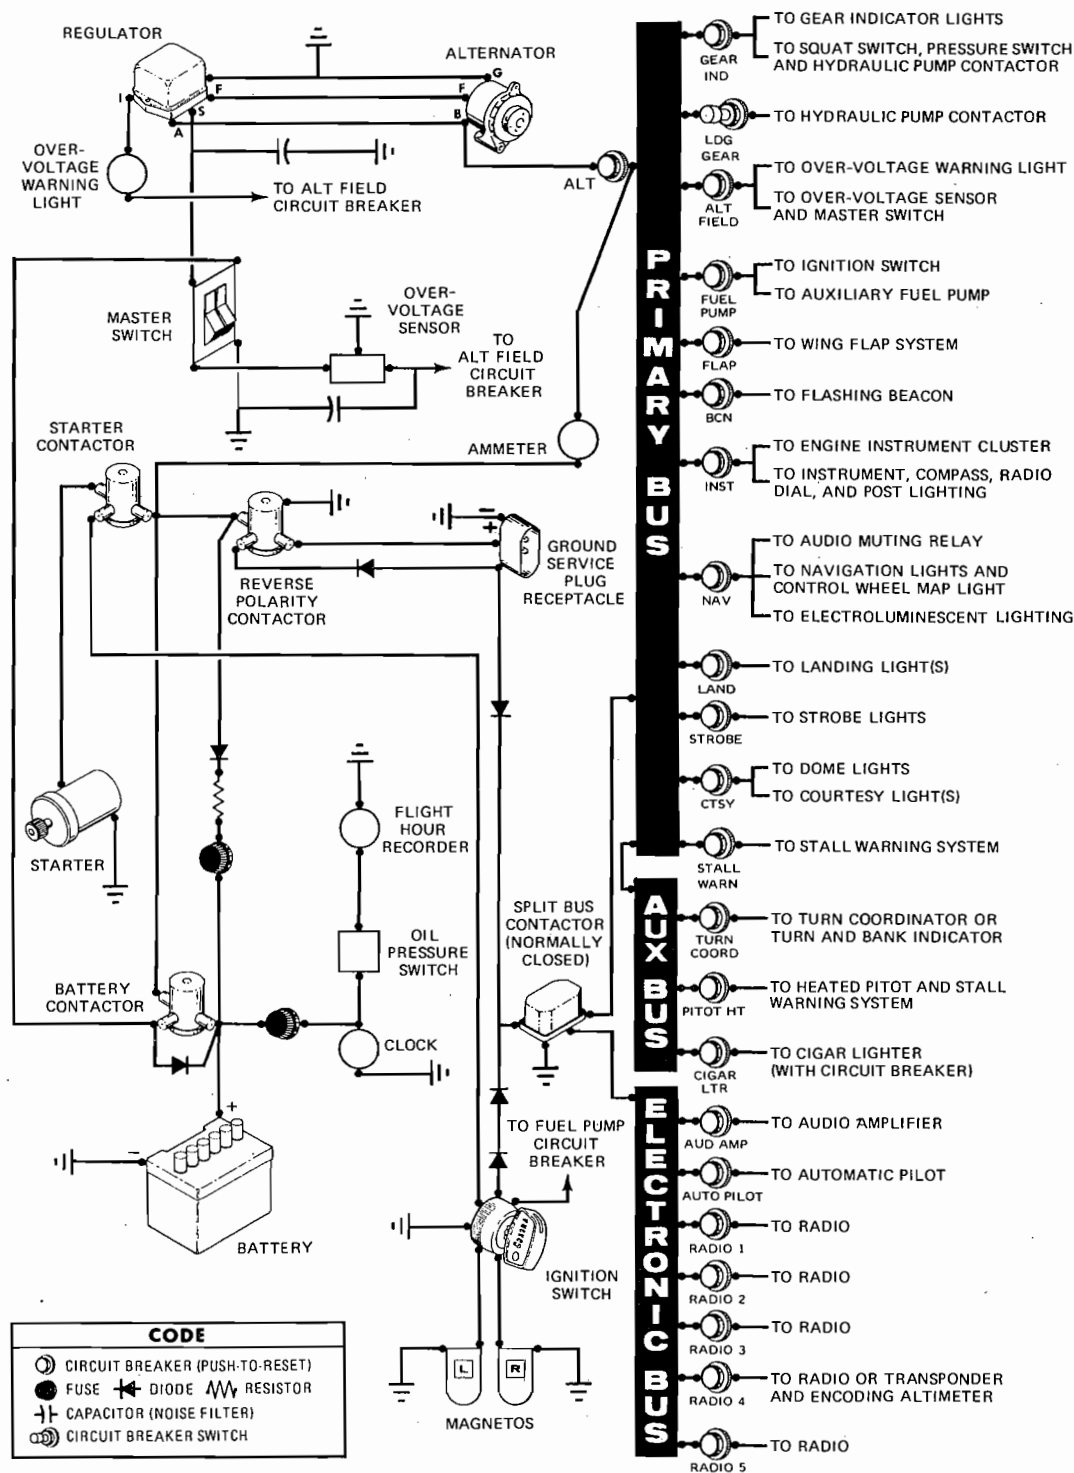 REGULATOR
ALTERNATOR
I
F
S
A
G
F
B
OVER-
VOLTAGE
WARNING
LIGHT
TO ALT FIELD
CIRCUIT BREAKER
ALT
MASTER
SWITCH
OVER-
VOLTAGE
SENSOR
TO
ALT FIELD
CIRCUIT
BREAKER
STARTER
CONTACTOR
AMMETER
REVERSE
POLARITY
CONTACTOR
−
+
GROUND
SERVICE
PLUG
RECEPTACLE
STARTER
FLIGHT
HOUR
RECORDER
OIL
PRESSURE
SWITCH
SPLIT BUS
CONTACTOR
(NORMALLY
CLOSED)
BATTERY
CONTACTOR
CLOCK
+
−
BATTERY
TO FUEL PUMP
CIRCUIT
BREAKER
IGNITION
SWITCH
L
R
MAGNETOS
PRIMARY BUS
GEAR
IND
TO GEAR INDICATOR LIGHTS
TO SQUAT SWITCH, PRESSURE SWITCH
AND HYDRAULIC PUMP CONTACTOR
LDG
GEAR
TO HYDRAULIC PUMP CONTACTOR
ALT
FIELD
TO OVER-VOLTAGE WARNING LIGHT
TO OVER-VOLTAGE SENSOR
AND MASTER SWITCH
FUEL
PUMP
TO IGNITION SWITCH
TO AUXILIARY FUEL PUMP
FLAP
TO WING FLAP SYSTEM
BCN
TO FLASHING BEACON
INST
TO ENGINE INSTRUMENT CLUSTER
TO INSTRUMENT, COMPASS, RADIO
DIAL, AND POST LIGHTING
NAV
TO AUDIO MUTING RELAY
TO NAVIGATION LIGHTS AND
CONTROL WHEEL MAP LIGHT
TO ELECTROLUMINESCENT LIGHTING
LAND
TO LANDING LIGHT(S)
STROBE
TO STROBE LIGHTS
CTSY
TO DOME LIGHTS
TO COURTESY LIGHT(S)
STALL
WARN
TO STALL WARNING SYSTEM
AUX BUS
TURN
COORD
TO TURN COORDINATOR OR
TURN AND BANK INDICATOR
PITOT HT
TO HEATED PITOT AND STALL
WARNING SYSTEM
CIGAR
LTR
TO CIGAR LIGHTER
(WITH CIRCUIT BREAKER)
ELECTRONIC BUS
AUD AMP
TO AUDIO AMPLIFIER
AUTO PILOT
TO AUTOMATIC PILOT
RADIO 1
TO RADIO
RADIO 2
TO RADIO
RADIO 3
TO RADIO
RADIO 4
TO RADIO OR TRANSPONDER
AND ENCODING ALTIMETER
RADIO 5
TO RADIO
CODE
CIRCUIT BREAKER (PUSH-TO-RESET)
FUSE DIODE RESISTOR
CAPACITOR (NOISE FILTER)
CIRCUIT BREAKER SWITCH